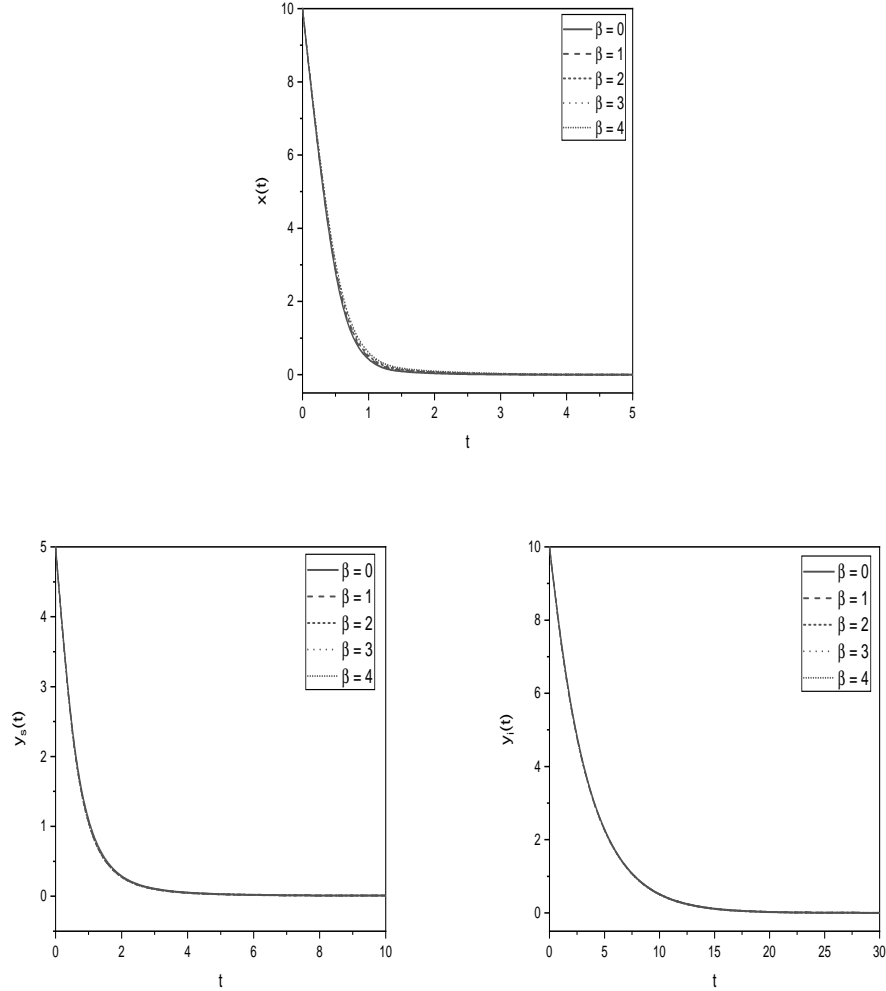 10
8
6
4
2
0
x(t)
β = 0
β = 1
β = 2
β = 3
β = 4
0 1 2 3 4 5
t
5
4
3
2
1
0
y_s(t)
β = 0
β = 1
β = 2
β = 3
β = 4
0 2 4 6 8 10
t
10
8
6
4
2
0
y_i(t)
β = 0
β = 1
β = 2
β = 3
β = 4
0 5 10 15 20 25 30
t